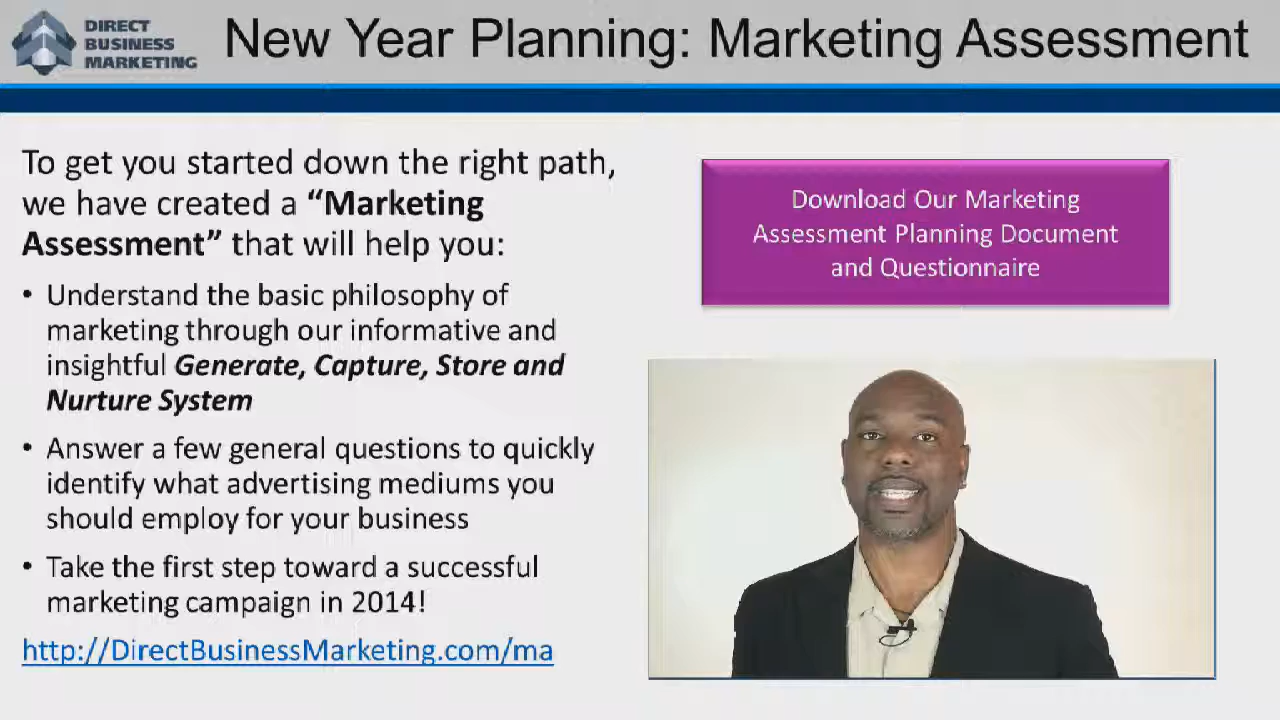 DIRECT
BUSINESS
MARKETING
New Year Planning: Marketing Assessment
To get you started down the right path,
we have created a “Marketing
Assessment” that will help you:
• Understand the basic philosophy of
marketing through our informative and
insightful Generate, Capture, Store and
Nurture System
• Answer a few general questions to quickly
identify what advertising mediums you
should employ for your business
• Take the first step toward a successful
marketing campaign in 2014!
http://DirectBusinessMarketing.com/ma
Download Our Marketing
Assessment Planning Document
and Questionnaire